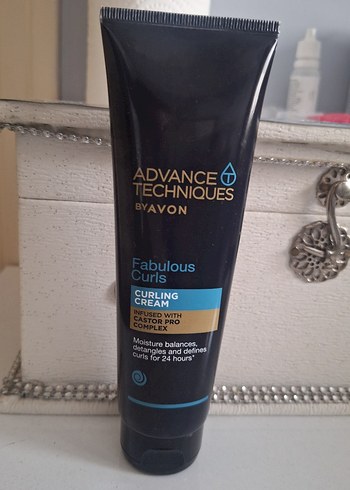 ADVANCE
TECHNIQUES
BY AVON
Fabulous
Curls
CURLING
CREAM
INFUSED WITH
CASTOR PRO
COMPLEX
Moisture balances,
detangles and defines
curls for 24 hours*